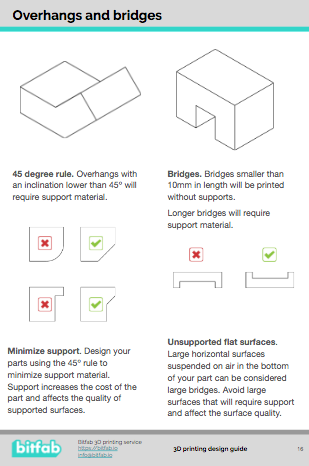 Overhangs and bridges
45 degree rule. Overhangs with
an inclination lower than 45º will
require support material.
Bridges. Bridges smaller than
10mm in length will be printed
without supports.
Longer bridges will require
support material.
Minimize support. Design your
parts using the 45º rule to
minimize support material.
Support increases the cost of the
part and affects the quality of
supported surfaces.
Unsupported flat surfaces.
Large horizontal surfaces
suspended on air in the bottom
of your part can be considered
large bridges. Avoid large
surfaces that will require support
and affect the surface quality.
bitfab
Bitfab 3D printing service
https://bitfab.io
info@bitfab.io
3D printing design guide
16